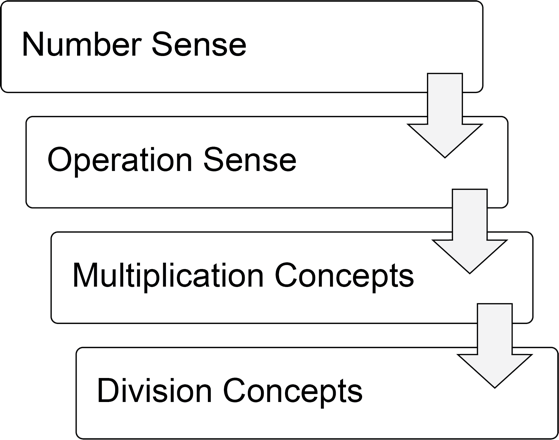 Number Sense
Operation Sense
Multiplication Concepts
Division Concepts